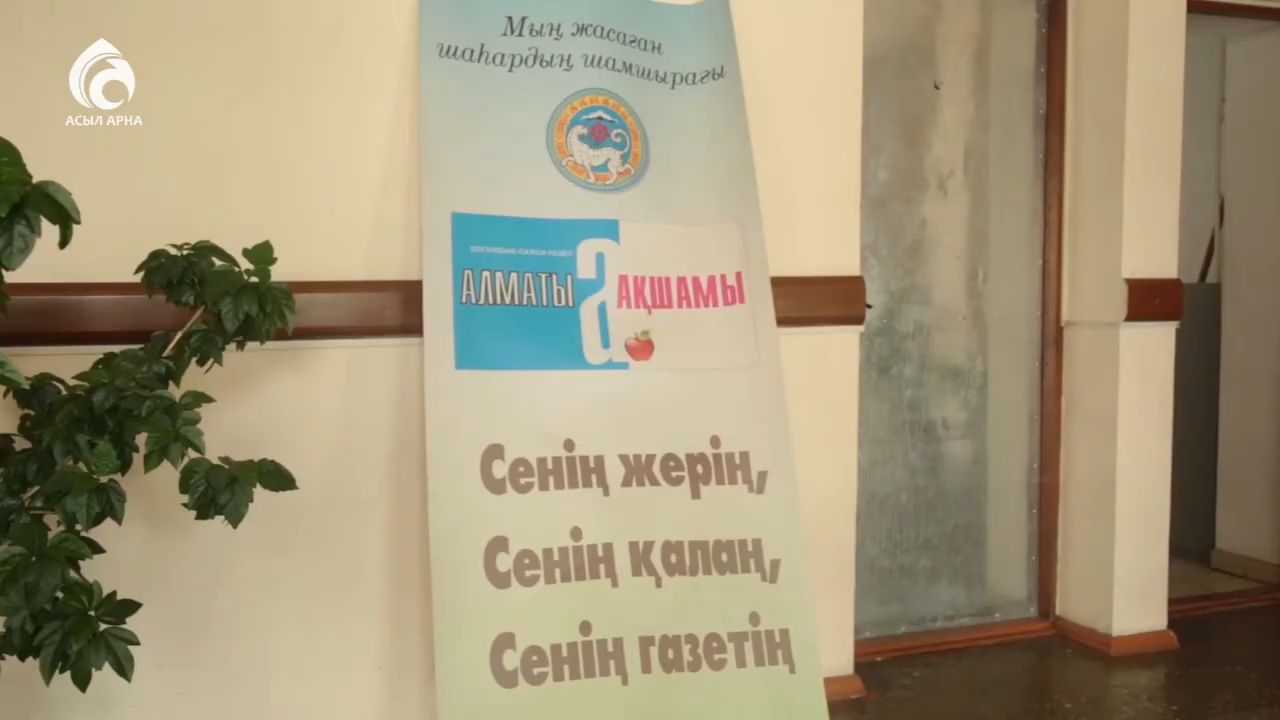 АСЫЛ АРНА
Мың жасаған
шаһардың шамшырағы
АЛМАТЫ а АҚШАМЫ
Сенің жерің,
Сенің қалаң,
Сенің газетің